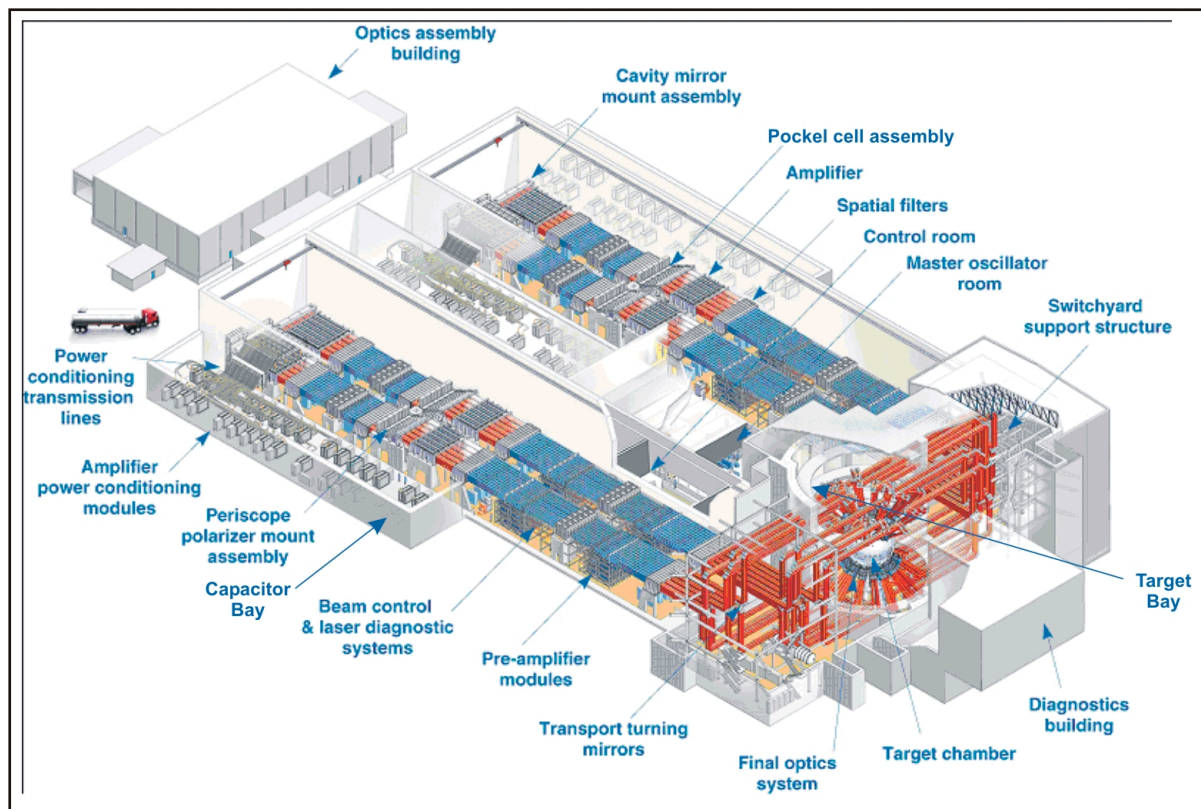 Optics assembly
building
Cavity mirror
mount assembly
Pockel cell assembly
Amplifier
Spatial filters
Control room
Master oscillator
room
Switchyard
support structure
Power
conditioning
transmission
lines
Amplifier
power conditioning
modules
Periscope
polarizer mount
assembly
Capacitor
Bay
Beam control
& laser diagnostic
systems
Pre-amplifier
modules
Transport turning
mirrors
Final optics
system
Target chamber
Diagnostics
building
Target
Bay